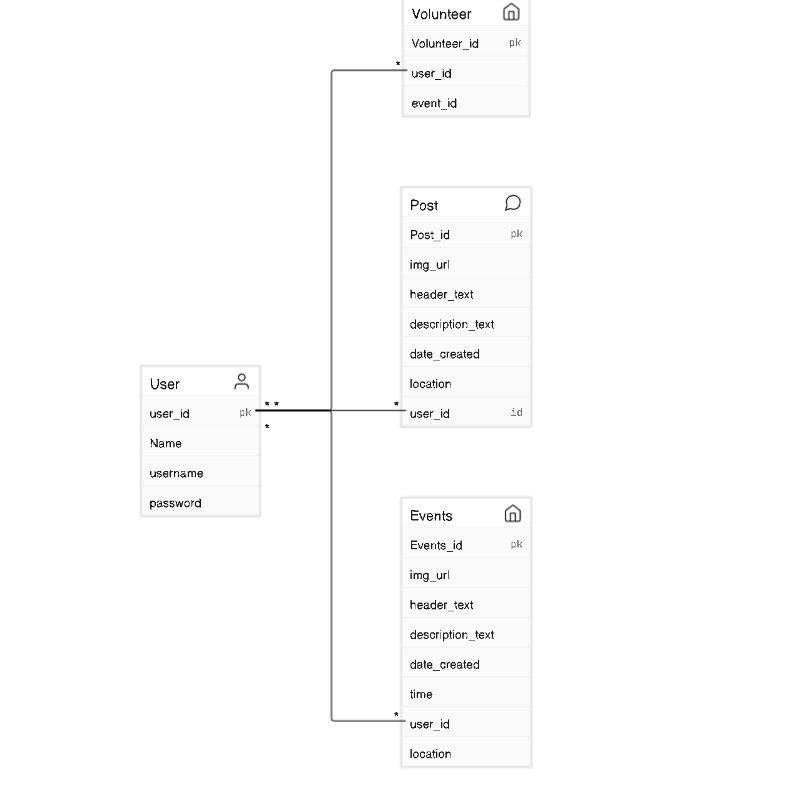 Volunteer
Volunteer_id pk
*
user_id
event_id
Post
Post_id pk
img_url
header_text
description_text
date_created
location
* user_id id
User
user_id pk * *
*
Name
username
password
Events
Events_id pk
img_url
header_text
description_text
date_created
time
* user_id
location